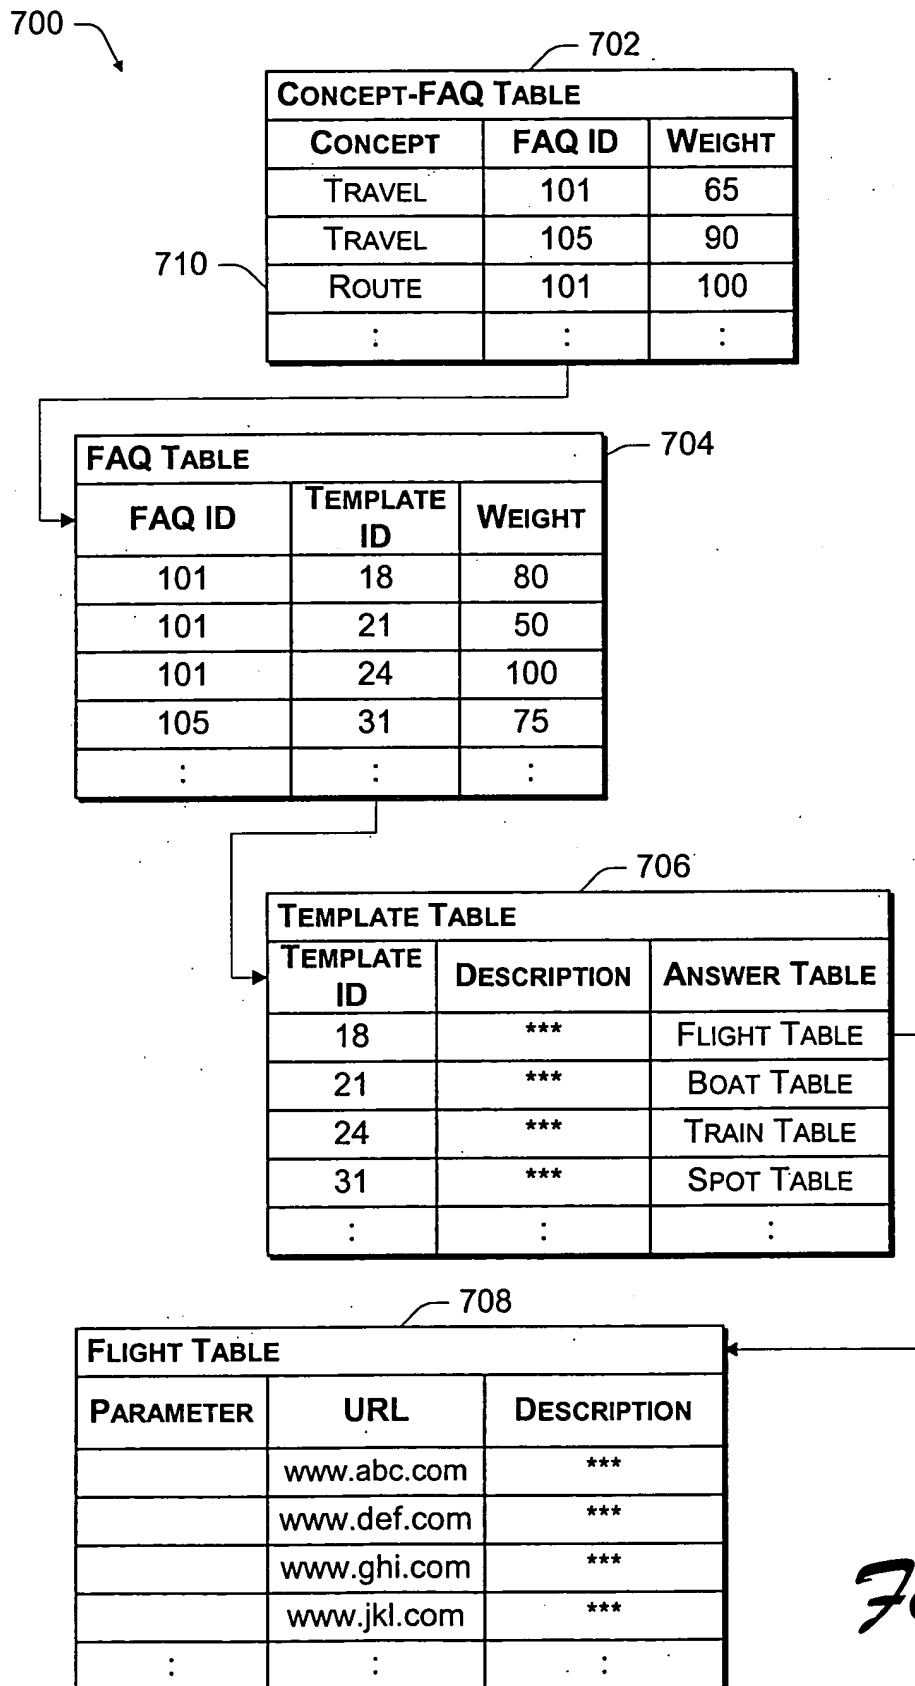 700
702
CONCEPT-FAQ TABLE
CONCEPT FAQ ID WEIGHT
TRAVEL 101 65
TRAVEL 105 90
710
ROUTE 101 100
: : :
704
FAQ TABLE
FAQ ID TEMPLATE ID WEIGHT
101 18 80
101 21 50
101 24 100
105 31 75
: : :
706
TEMPLATE TABLE
TEMPLATE ID DESCRIPTION ANSWER TABLE
18 *** FLIGHT TABLE
21 *** BOAT TABLE
24 *** TRAIN TABLE
31 *** SPOT TABLE
: : :
708
FLIGHT TABLE
PARAMETER URL DESCRIPTION
www.abc.com ***
www.def.com ***
www.ghi.com ***
www.jkl.com ***
: : :